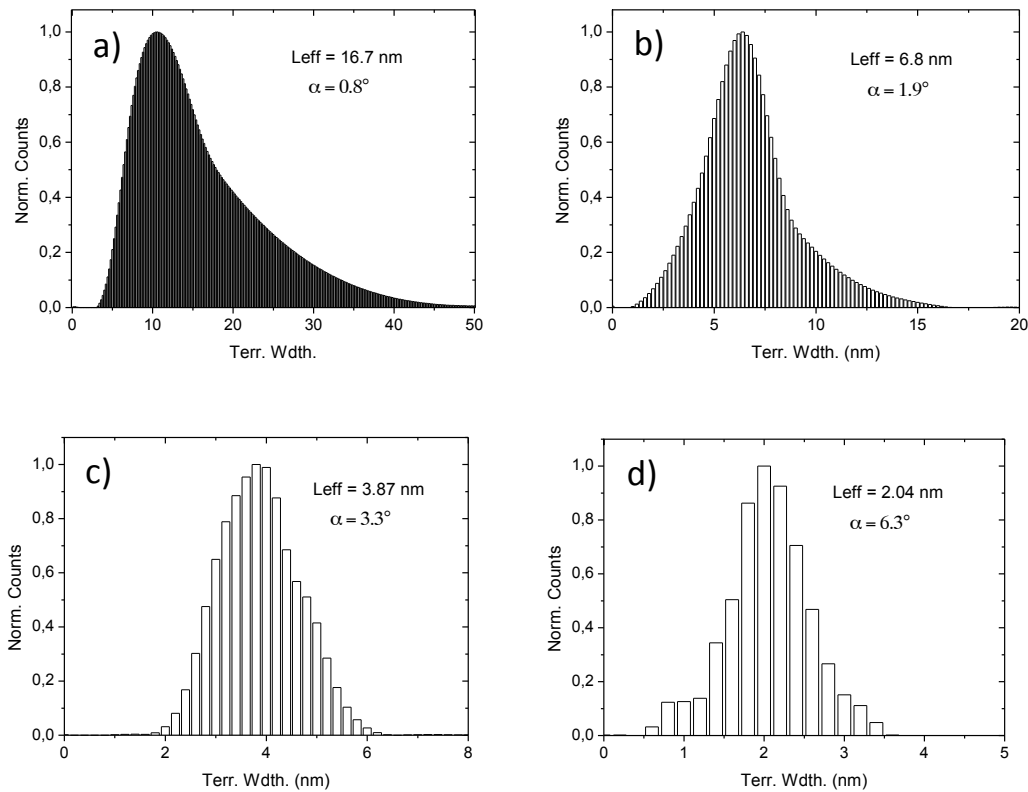 a)
Leff = 16.7 nm
α = 0.8°
Norm. Counts
1,0
0,8
0,6
0,4
0,2
0,0
0 10 20 30 40 50
Terr. Wdth.
b)
Leff = 6.8 nm
α = 1.9°
Norm. Counts
1,0
0,8
0,6
0,4
0,2
0,0
0 5 10 15 20
Terr. Wdth. (nm)
c)
Leff = 3.87 nm
α = 3.3°
Norm. Counts
1,0
0,8
0,6
0,4
0,2
0,0
0 2 4 6 8
Terr. Wdth. (nm)
d)
Leff = 2.04 nm
α = 6.3°
Norm. Counts
1,0
0,8
0,6
0,4
0,2
0,0
0 1 2 3 4 5
Terr. Wdth. (nm)